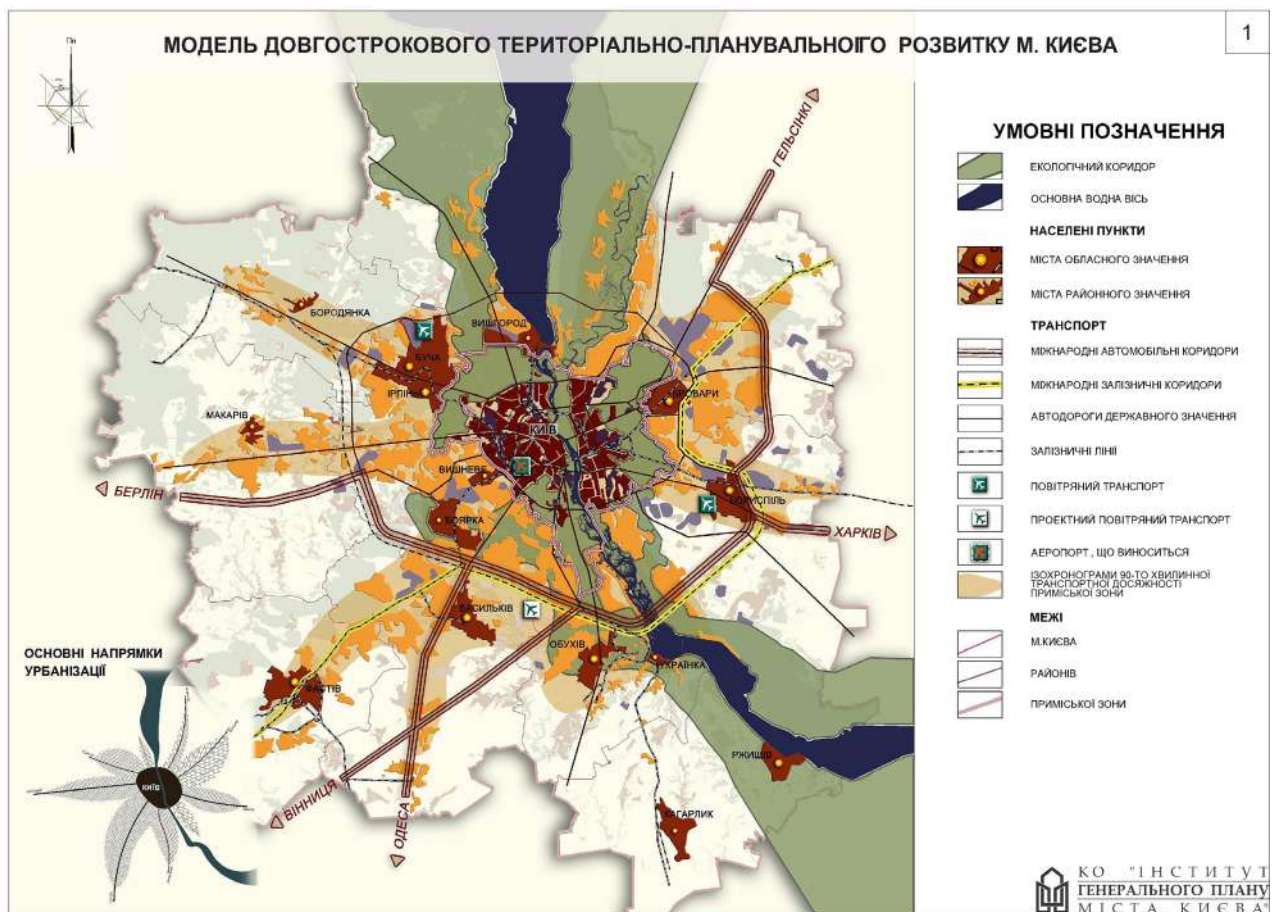 1
МОДЕЛЬ ДОВГОСТРОКОВОГО ТЕРИТОРІАЛЬНО-ПЛАНУВАЛЬНОГО РОЗВИТКУ М. КИЄВА
Пн
ГЕЛЬСІНКІ
БОРОДЯНКА
ВИШГОРОД
БУЧА
ІРПІНЬ
БРОВАРИ
МАКАРІВ
КИЇВ
ВИШНЕВЕ
БЕРЛІН
БОРИСПІЛЬ
БОЯРКА
ХАРКІВ
ВАСИЛЬКІВ
ОБУХІВ
УКРАЇНКА
ФАСТІВ
РЖИЩІВ
ВІННИЦЯ
ОДЕСА
КАГАРЛИК
ОСНОВНІ НАПРЯМКИ
УРБАНІЗАЦІЇ
КИЇВ
УМОВНІ ПОЗНАЧЕННЯ
ЕКОЛОГІЧНИЙ КОРИДОР
ОСНОВНА ВОДНА ВІСЬ
НАСЕЛЕНІ ПУНКТИ
МІСТА ОБЛАСНОГО ЗНАЧЕННЯ
МІСТА РАЙОННОГО ЗНАЧЕННЯ
ТРАНСПОРТ
МІЖНАРОДНІ АВТОМОБІЛЬНІ КОРИДОРИ
МІЖНАРОДНІ ЗАЛІЗНИЧНІ КОРИДОРИ
АВТОДОРОГИ ДЕРЖАВНОГО ЗНАЧЕННЯ
ЗАЛІЗНИЧНІ ЛІНІЇ
ПОВІТРЯНИЙ ТРАНСПОРТ
ПРОЕКТНИЙ ПОВІТРЯНИЙ ТРАНСПОРТ
АЕРОПОРТ, ЩО ВИНОСИТЬСЯ
ІЗОХРОНОГРАМИ 90-ТО ХВИЛИННОЇ
ТРАНСПОРТНОЇ ДОСЯЖНОСТІ
ПРИМІСЬКОЇ ЗОНИ
МЕЖІ
М.КИЄВА
РАЙОНІВ
ПРИМІСЬКОЇ ЗОНИ
КО "ІНСТИТУТ
ГЕНЕРАЛЬНОГО ПЛАНУ
МІСТА КИЄВА"